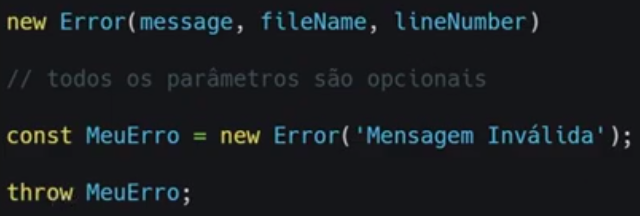 new Error(message, fileName, lineNumber)
// todos os parâmetros são opcionais
const MeuErro = new Error('Mensagem Inválida');
throw MeuErro;